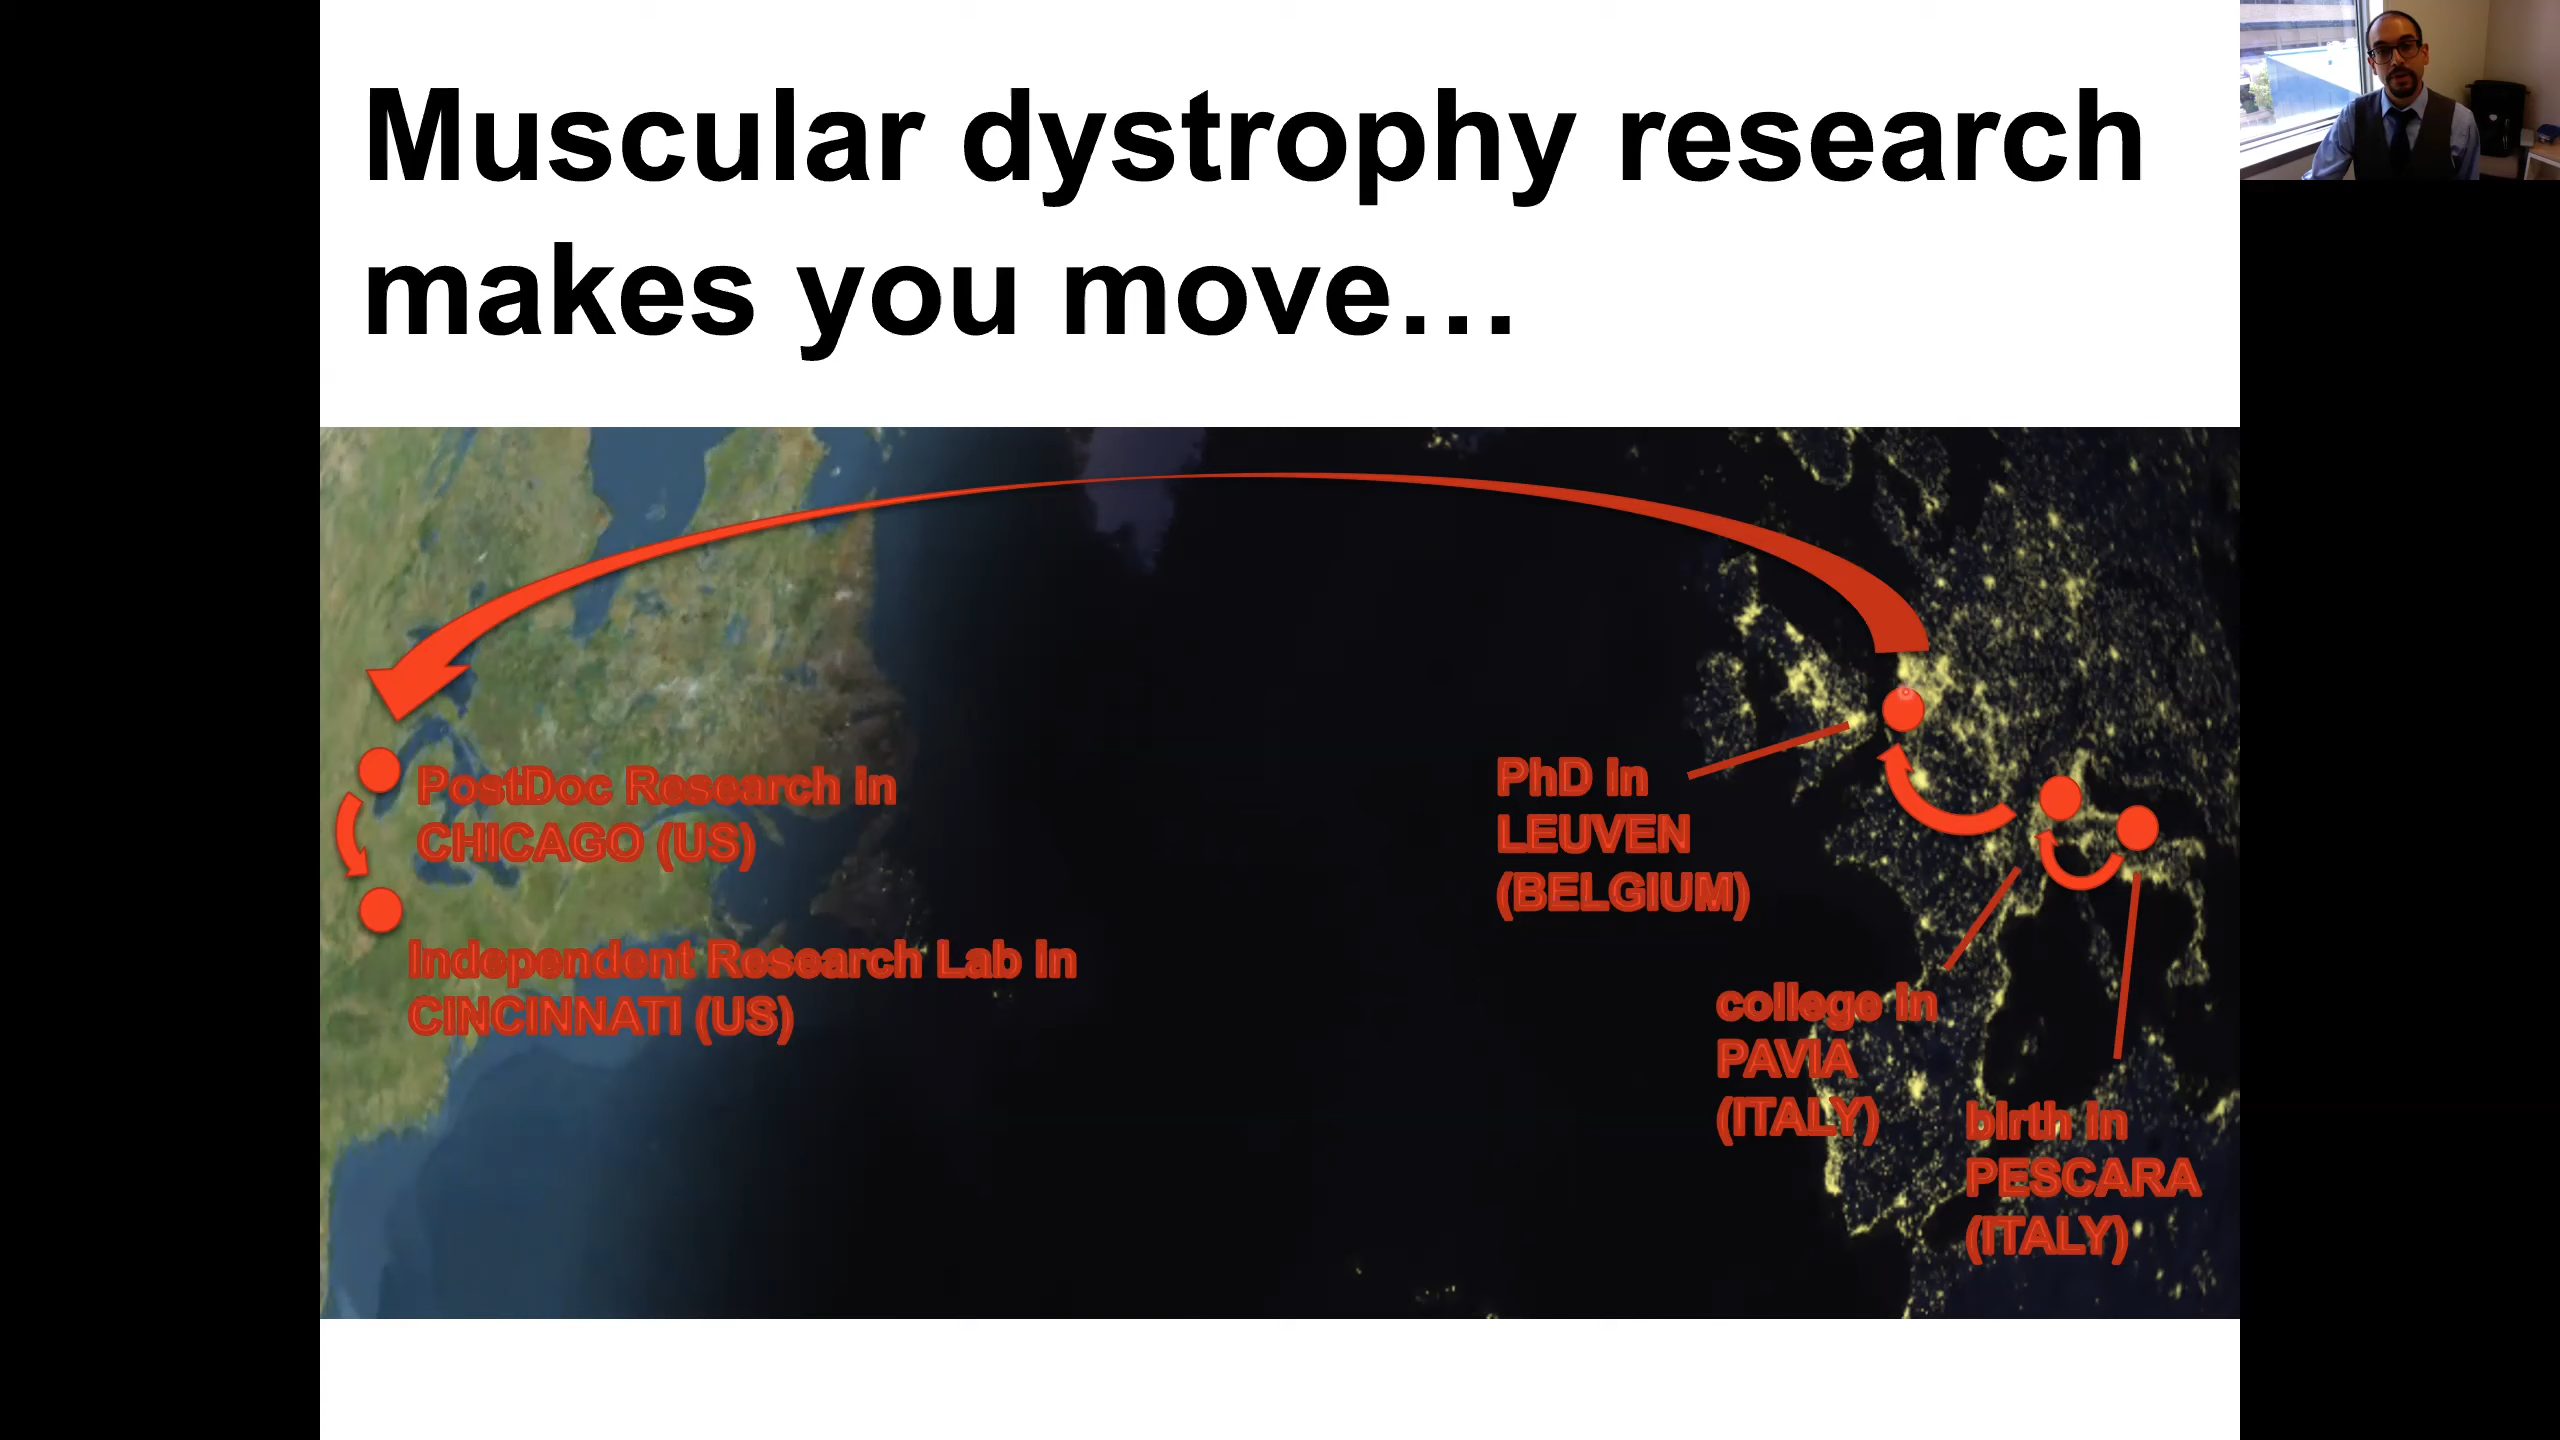 Muscular dystrophy research
makes you move…
PostDoc Research in
CHICAGO (US)
Independent Research Lab in
CINCINNATI (US)
PhD in
LEUVEN
(BELGIUM)
college in
PAVIA
(ITALY)
birth in
PESCARA
(ITALY)